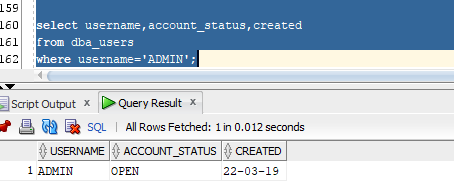 159
160 select username,account_status,created
161 from dba_users
162 where username='ADMIN';
Script Output × Query Result ×
SQL | All Rows Fetched: 1 in 0.012 seconds
USERNAME ACCOUNT_STATUS CREATED
1 ADMIN OPEN 22-03-19